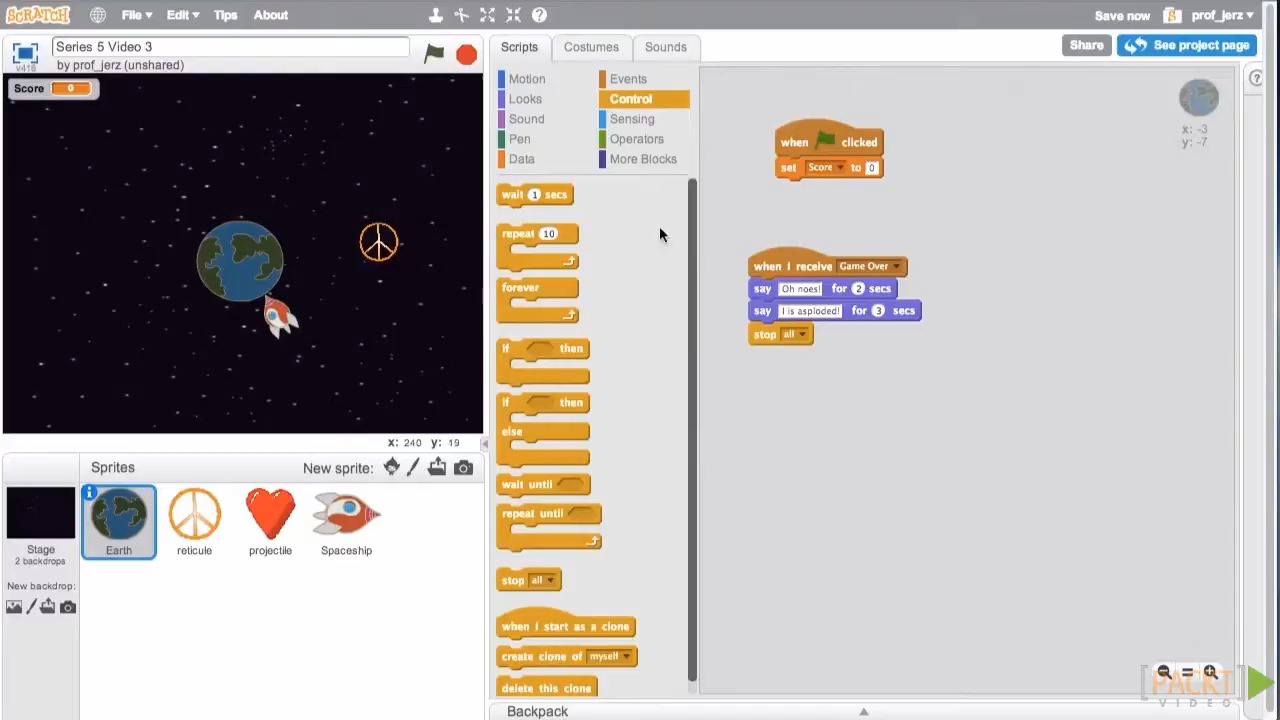 SCRATCH File Edit Tips About Save now prof_jerz
Series 5 Video 3
by prof_jerz (unshared)
v416
Scripts Costumes Sounds
Share See project page
Score 0
Motion Events
Looks Control
Sound Sensing
Pen Operators
Data More Blocks
wait 1 secs
repeat 10
forever
if then
if then
else
wait until
repeat until
stop all
when I start as a clone
create clone of myself
delete this clone
when clicked
set Score to 0
when I receive Game Over
say Oh noes! for 2 secs
say I is asploded! for 3 secs
stop all
x: -3
y: -7
x: 240 y: 19
Sprites New sprite:
Stage
2 backdrops
New backdrop:
Earth reticule projectile Spaceship
Backpack
PACKT
VIDEO